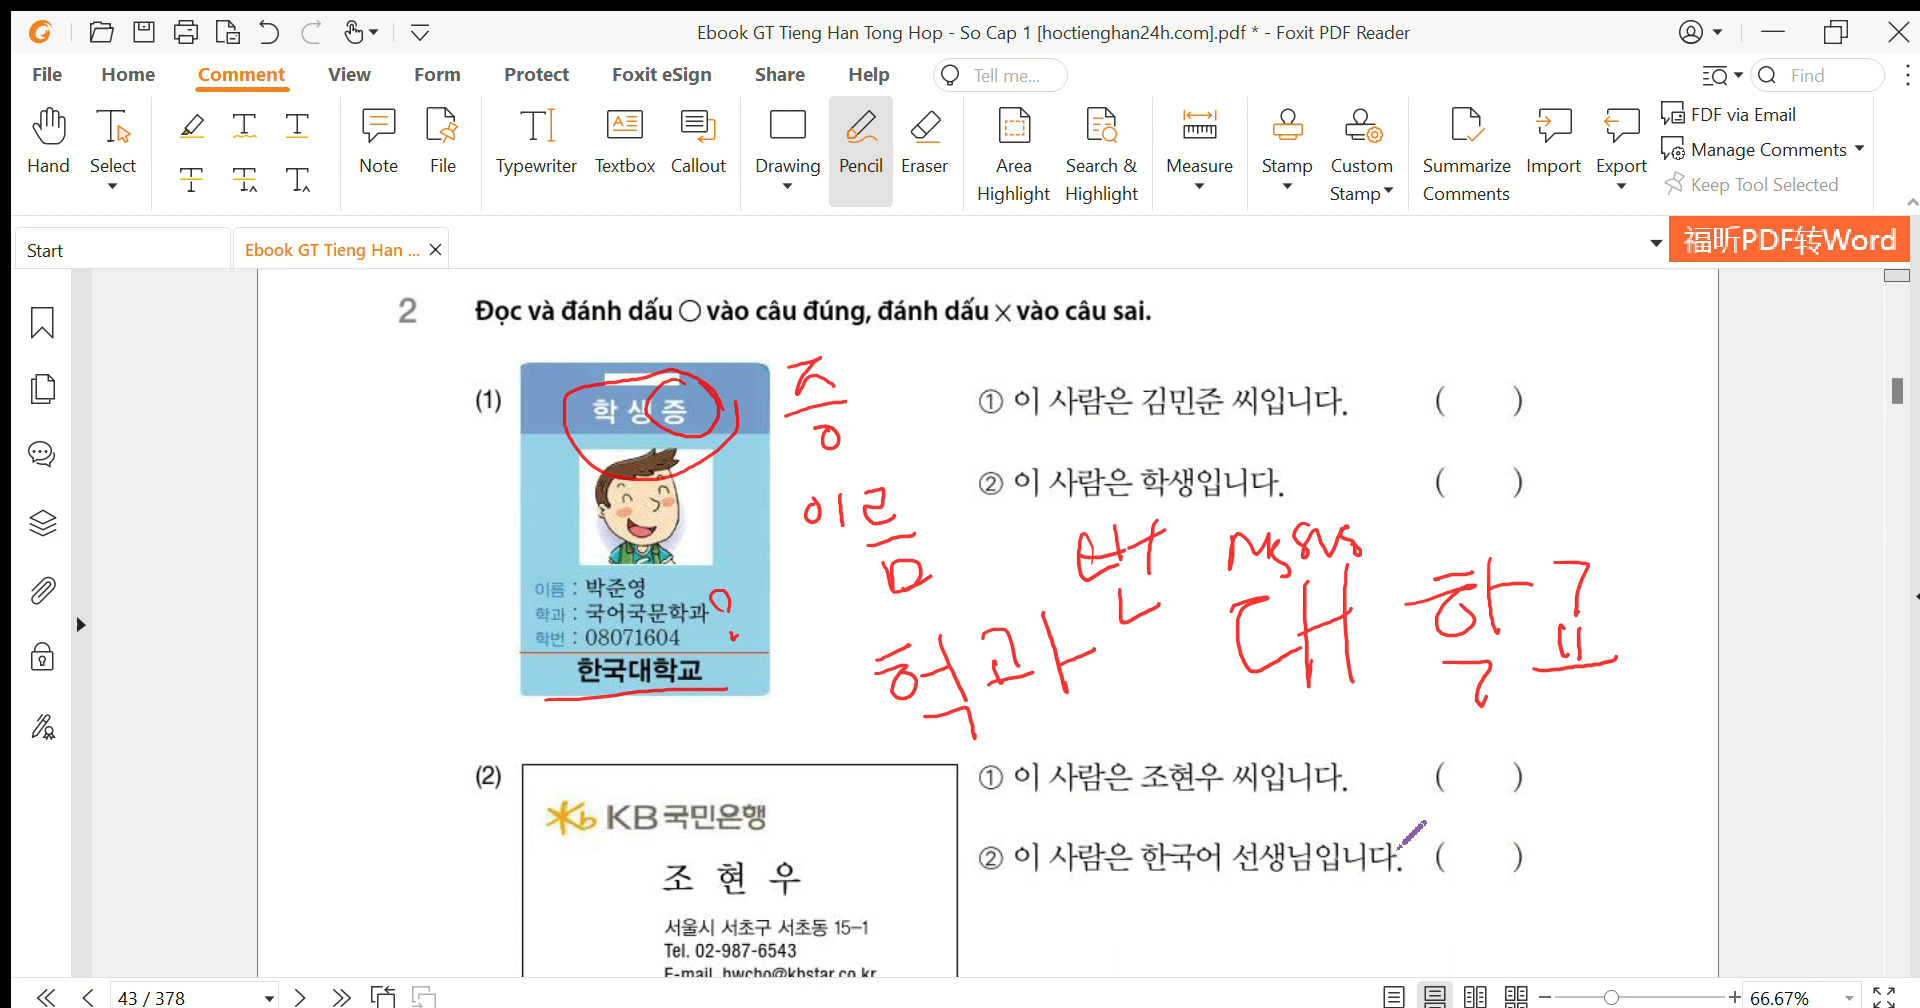 Ebook GT Tieng Han Tong Hop - So Cap 1 [hoctienghan24h.com].pdf * - Foxit PDF Reader
File Home Comment View Form Protect Foxit eSign Share Help Tell me... Find
Hand Select Note File Typewriter Textbox Callout Drawing Pencil Eraser Area Highlight Search & Highlight Measure Stamp Custom Stamp Summarize Comments Import Export
FDF via Email
Manage Comments
Keep Tool Selected
Start Ebook GT Tieng Han ... 福昕PDF转Word
2 Đọc và đánh dấu ○ vào câu đúng, đánh dấu × vào câu sai.
(1)
학생증
이름 : 박준영
학과 : 국어국문학과
학번 : 08071604
한국대학교
증
이름
학과
번
대학교
① 이 사람은 김민준 씨입니다. ( )
② 이 사람은 학생입니다. ( )
(2)
KB국민은행
조 현 우
서울시 서초구 서초동 15-1
Tel. 02-987-6543
E-mail. hwcho@kbstar.co.kr
① 이 사람은 조현우 씨입니다. ( )
② 이 사람은 한국어 선생님입니다. ( )
43 / 378 66.67%